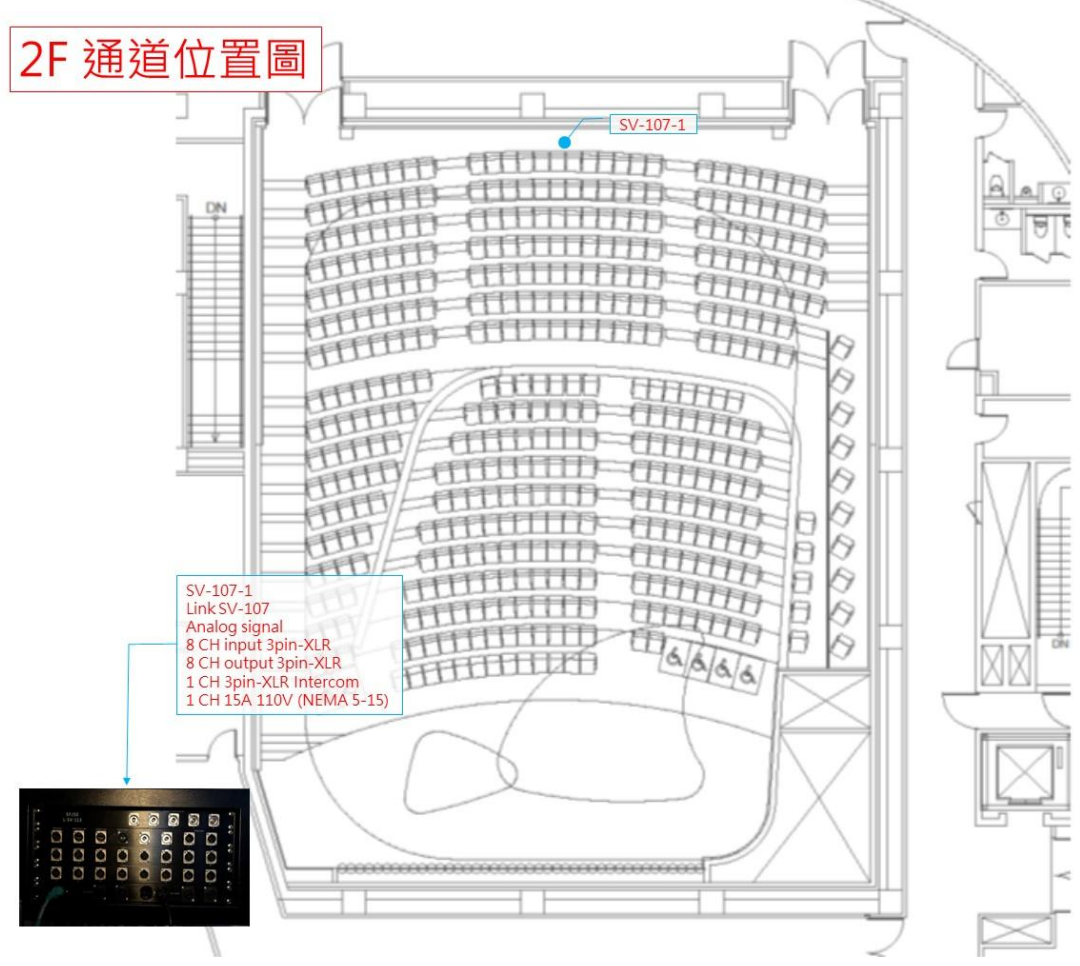 2F 通道位置圖
SV-107-1
DN
SV-107-1
Link SV-107
Analog signal
8 CH input 3pin-XLR
8 CH output 3pin-XLR
1 CH 3pin-XLR Intercom
1 CH 15A 110V (NEMA 5-15)
DN